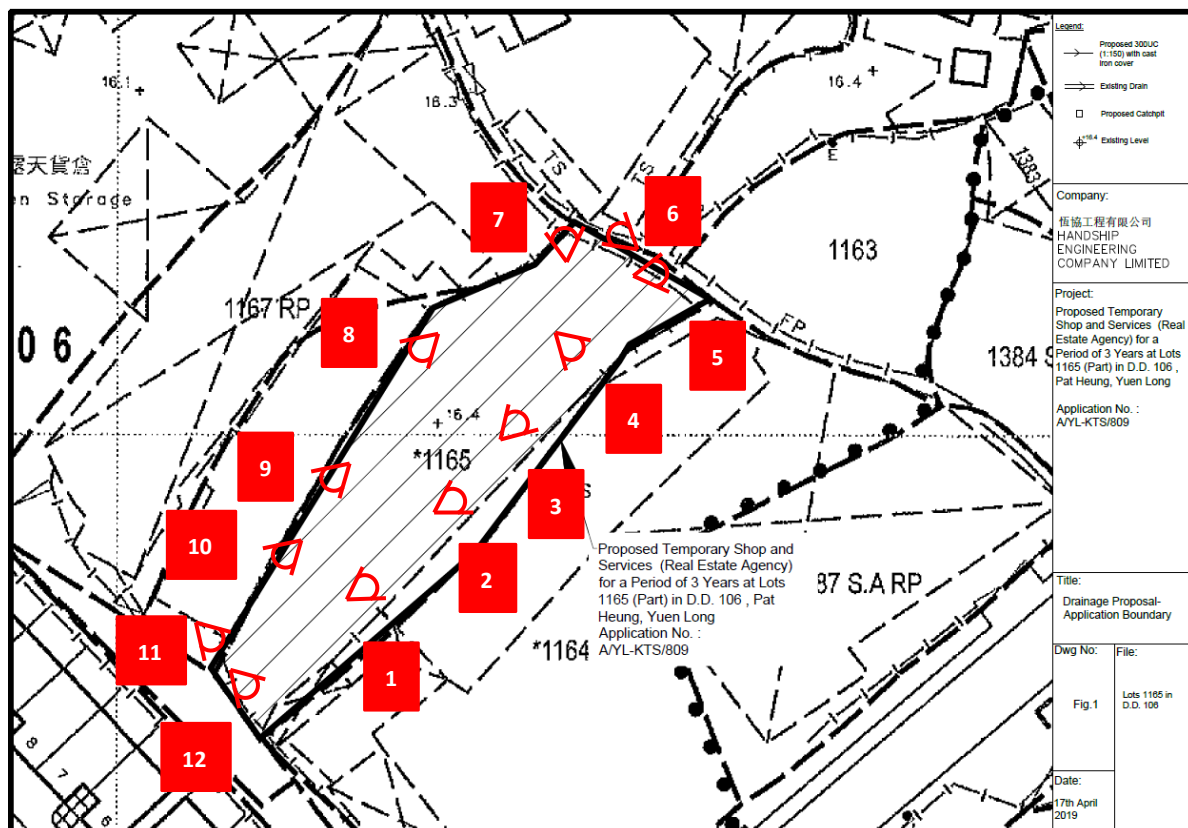 16.1
16.3
16.4
露天貨倉
en Storage
TS
TS
E
1383
7
6
1163
1167 RP
8
FP
06
5
1384 S
16.4
4
*1165
9
3
S
10
2
Proposed Temporary Shop and
Services (Real Estate Agency)
for a Period of 3 Years at Lots
1165 (Part) in D.D. 106 , Pat
Heung, Yuen Long
Application No. :
A/YL-KTS/809
87 S.A RP
*1164
11
1
12
8
7
6
Legend:
Proposed 300UC
(1:150) with cast
iron cover
Existing Drain
Proposed Catchpit
+16.4
Existing Level
Company:
恆協工程有限公司
HANDSHIP
ENGINEERING
COMPANY LIMITED
Project:
Proposed Temporary
Shop and Services (Real
Estate Agency) for a
Period of 3 Years at Lots
1165 (Part) in D.D. 106 ,
Pat Heung, Yuen Long
Application No. :
A/YL-KTS/809
Title:
Drainage Proposal-
Application Boundary
Dwg No:
Fig.1
File:
Lots 1165 in
D.D. 106
Date:
17th April
2019